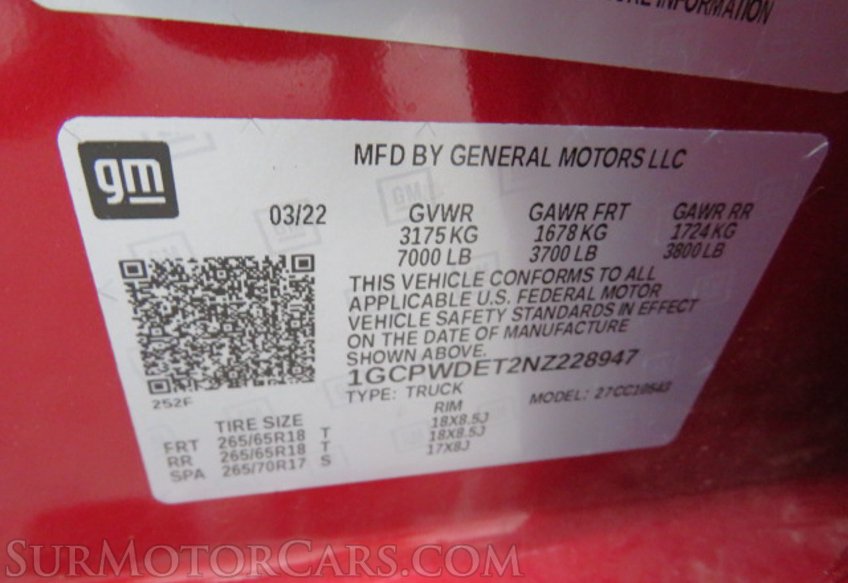 INFORMATION
gm
MFD BY GENERAL MOTORS LLC
03/22 GVWR GAWR FRT GAWR RR
3175 KG 1678 KG 1724 KG
7000 LB 3700 LB 3800 LB
THIS VEHICLE CONFORMS TO ALL
APPLICABLE U.S. FEDERAL MOTOR
VEHICLE SAFETY STANDARDS IN EFFECT
ON THE DATE OF MANUFACTURE
SHOWN ABOVE.
1GCPWDET2NZ228947
TYPE: TRUCK MODEL:
252F
TIRE SIZE RIM
FRT 265/65R18 T 18X8.5J
RR 265/65R18 T 18X8.5J
SPA 265/70R17 S 17X8J
SURMOTORCARS.COM